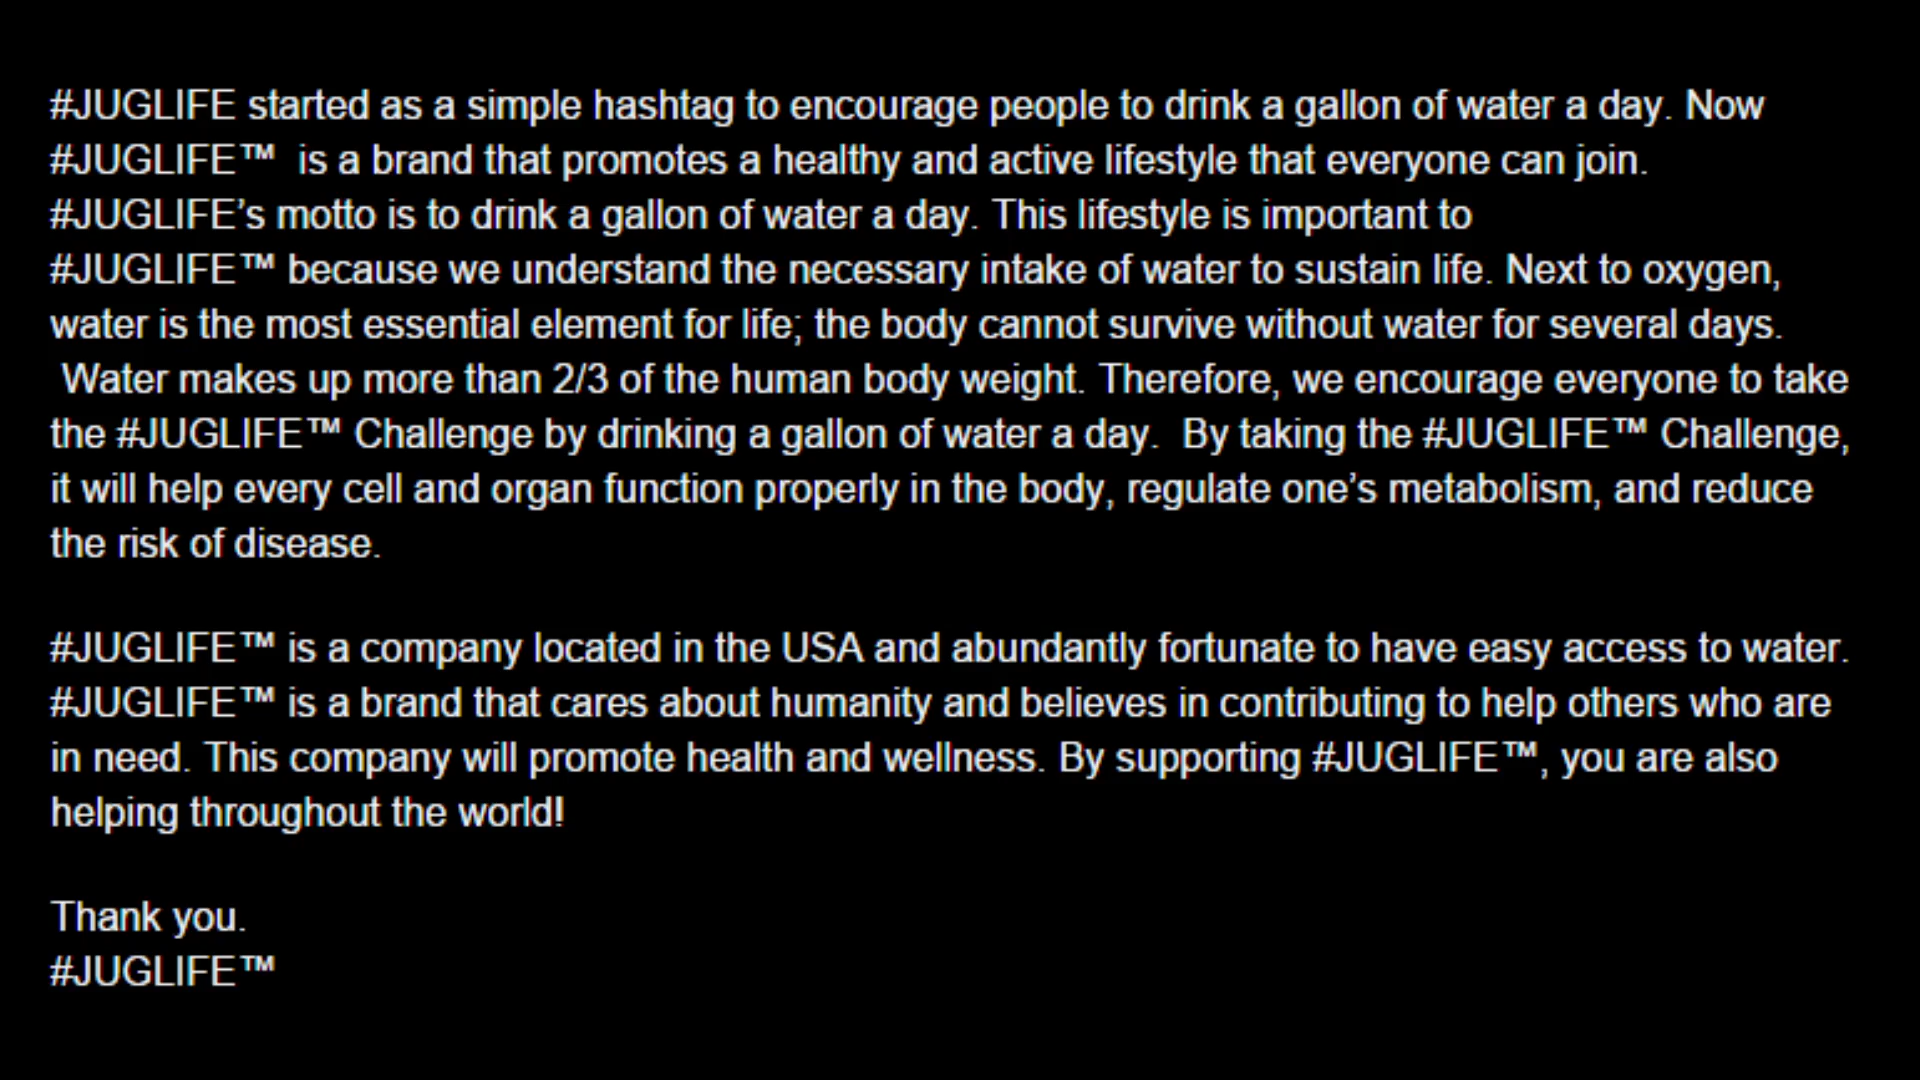 #JUGLIFE started as a simple hashtag to encourage people to drink a gallon of water a day. Now
#JUGLIFE™  is a brand that promotes a healthy and active lifestyle that everyone can join.
#JUGLIFE’s motto is to drink a gallon of water a day. This lifestyle is important to
#JUGLIFE™ because we understand the necessary intake of water to sustain life. Next to oxygen,
water is the most essential element for life; the body cannot survive without water for several days.
Water makes up more than 2/3 of the human body weight. Therefore, we encourage everyone to take
the #JUGLIFE™ Challenge by drinking a gallon of water a day.  By taking the #JUGLIFE™ Challenge,
it will help every cell and organ function properly in the body, regulate one’s metabolism, and reduce
the risk of disease.
#JUGLIFE™ is a company located in the USA and abundantly fortunate to have easy access to water.
#JUGLIFE™ is a brand that cares about humanity and believes in contributing to help others who are
in need. This company will promote health and wellness. By supporting #JUGLIFE™, you are also
helping throughout the world!
Thank you.
#JUGLIFE™